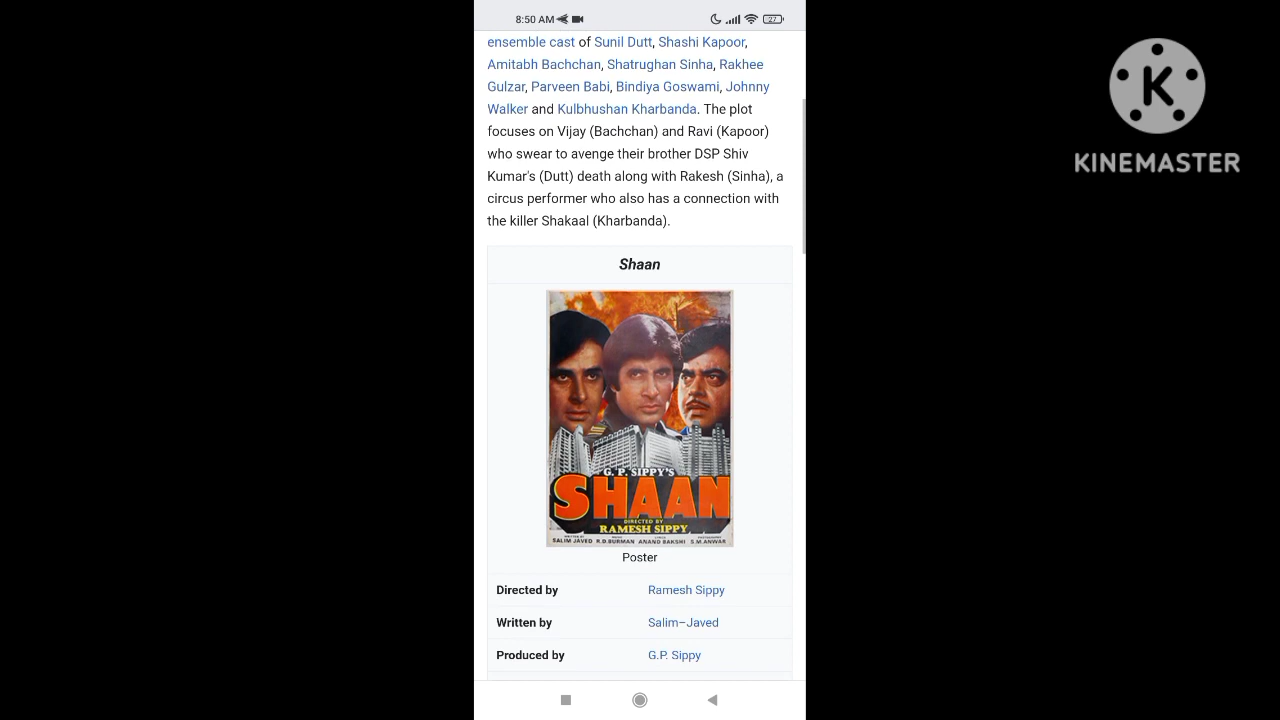 8:50 AM
27
ensemble cast of Sunil Dutt, Shashi Kapoor,
Amitabh Bachchan, Shatrughan Sinha, Rakhee
Gulzar, Parveen Babi, Bindiya Goswami, Johnny
Walker and Kulbhushan Kharbanda. The plot
focuses on Vijay (Bachchan) and Ravi (Kapoor)
who swear to avenge their brother DSP Shiv
Kumar's (Dutt) death along with Rakesh (Sinha), a
circus performer who also has a connection with
the killer Shakaal (Kharbanda).
Shaan
G. P. SIPPY'S
SHAAN
DIRECTED BY
RAMESH SIPPY
SALIM JAVED R.D.BURMAN ANAND BAKSHI S.M.ANWAR
Poster
Directed by Ramesh Sippy
Written by Salim–Javed
Produced by G.P. Sippy
K
KINEMASTER